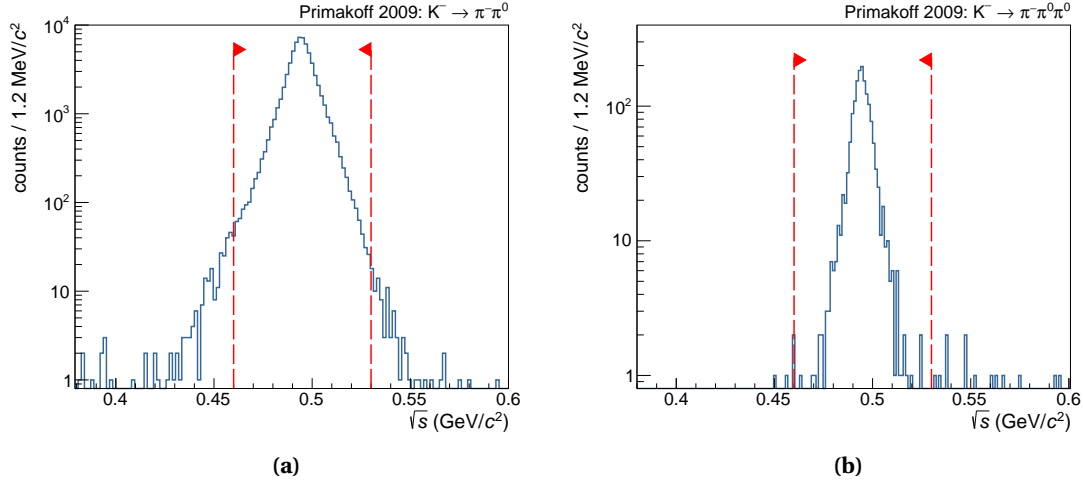 Primakoff 2009: K⁻ → π⁻π⁰
counts / 1.2 MeV/c²
10⁴
10³
10²
10
1
0.4 0.45 0.5 0.55 0.6
√s (GeV/c²)
(a)
Primakoff 2009: K⁻ → π⁻π⁰π⁰
counts / 1.2 MeV/c²
10²
10
1
0.4 0.45 0.5 0.55 0.6
√s (GeV/c²)
(b)